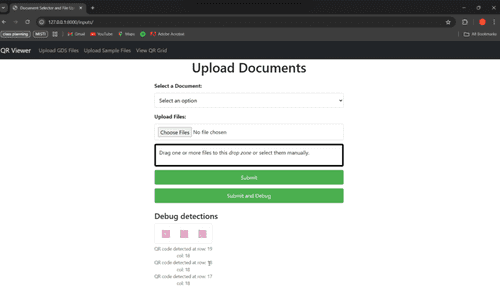 Document Selector and File Up
127.0.0.1:8000/inputs/
class planning
NISTI
Gmail
YouTube
Maps
Adobe Acrobat
All Bookmarks
QR Viewer
Upload GDS Files
Upload Sample Files
View QR Grid
Upload Documents
Select a Document:
Select an option
Upload Files:
Choose Files No file chosen
Drag one or more files to this drop zone or select them manually.
Submit
Submit and Debug
Debug detections
QR code detected at row: 19
col: 16
QR code detected at row:
col: 18
QR code detected at row: 17
col: 19